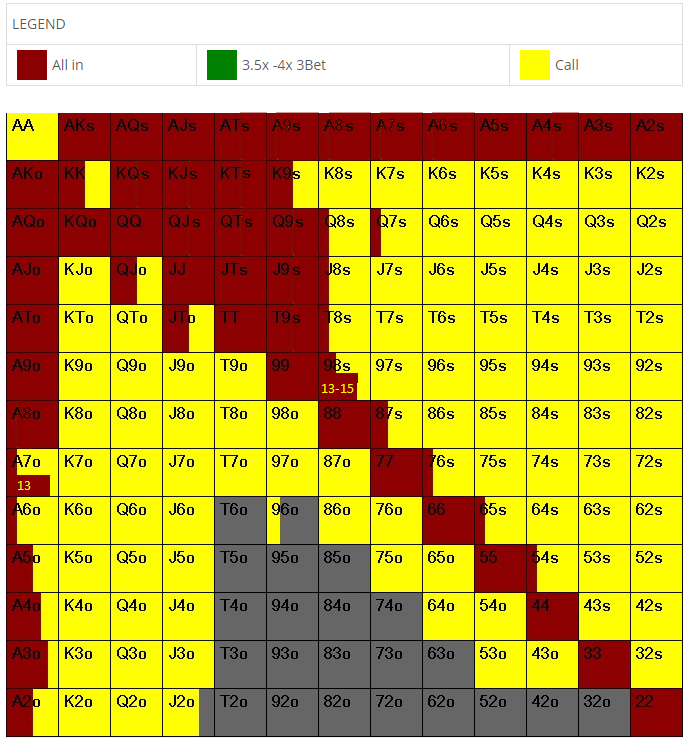 LEGEND
All in 3.5x -4x 3Bet Call
AA AKs AQs AJs ATs A9s A8s A7s A6s A5s A4s A3s A2s
AKo KK KQs KJs KTs K9s K8s K7s K6s K5s K4s K3s K2s
AQo KQo QQ QJs QTs Q9s Q8s Q7s Q6s Q5s Q4s Q3s Q2s
AJo KJo QJo JJ JTs J9s J8s J7s J6s J5s J4s J3s J2s
ATo KTo QTo JTo TT T9s T8s T7s T6s T5s T4s T3s T2s
A9o K9o Q9o J9o T9o 99 98s 97s 96s 95s 94s 93s 92s
13-15
A8o K8o Q8o J8o T8o 98o 88 87s 86s 85s 84s 83s 82s
A7o K7o Q7o J7o T7o 97o 87o 77 76s 75s 74s 73s 72s
13
A6o K6o Q6o J6o T6o 96o 86o 76o 66 65s 64s 63s 62s
A5o K5o Q5o J5o T5o 95o 85o 75o 65o 55 54s 53s 52s
A4o K4o Q4o J4o T4o 94o 84o 74o 64o 54o 44 43s 42s
A3o K3o Q3o J3o T3o 93o 83o 73o 63o 53o 43o 33 32s
A2o K2o Q2o J2o T2o 92o 82o 72o 62o 52o 42o 32o 22